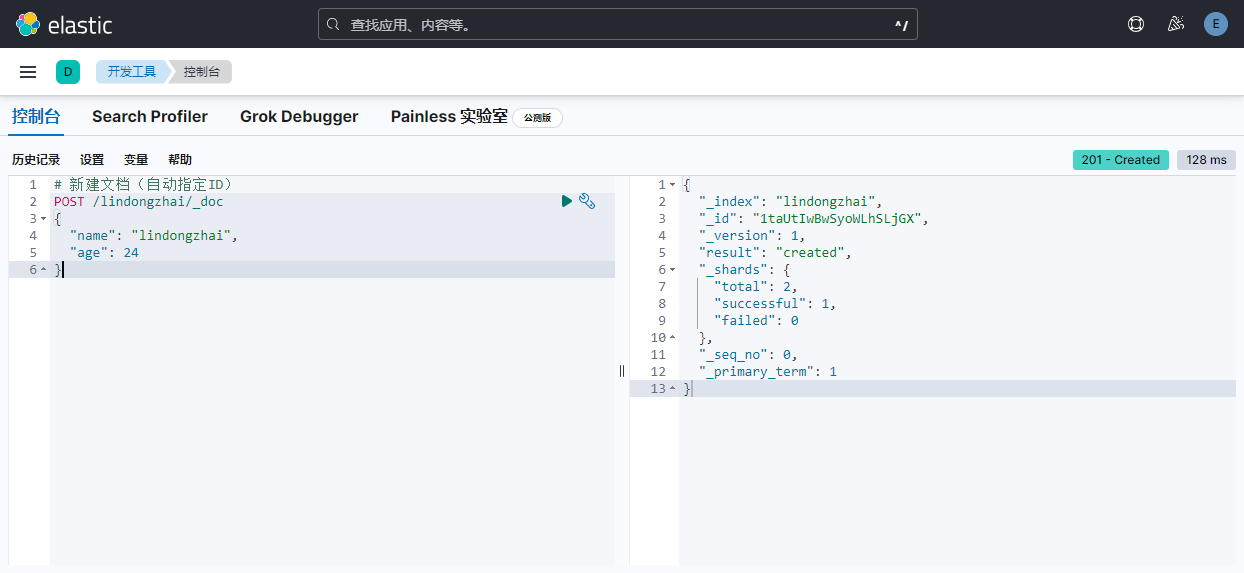 elastic
查找应用、内容等。
^/
E
D
开发工具
控制台
控制台
Search Profiler
Grok Debugger
Painless 实验室
公测版
历史记录
设置
变量
帮助
201 - Created
128 ms
1 # 新建文档（自动指定ID）
2 POST /lindongzhai/_doc
3 {
4   "name": "lindongzhai",
5   "age": 24
6 }
1 {
2   "_index": "lindongzhai",
3   "_id": "1taUtIwBwSyoWLhSLjGX",
4   "_version": 1,
5   "result": "created",
6   "_shards": {
7     "total": 2,
8     "successful": 1,
9     "failed": 0
10   },
11   "_seq_no": 0,
12   "_primary_term": 1
13 }